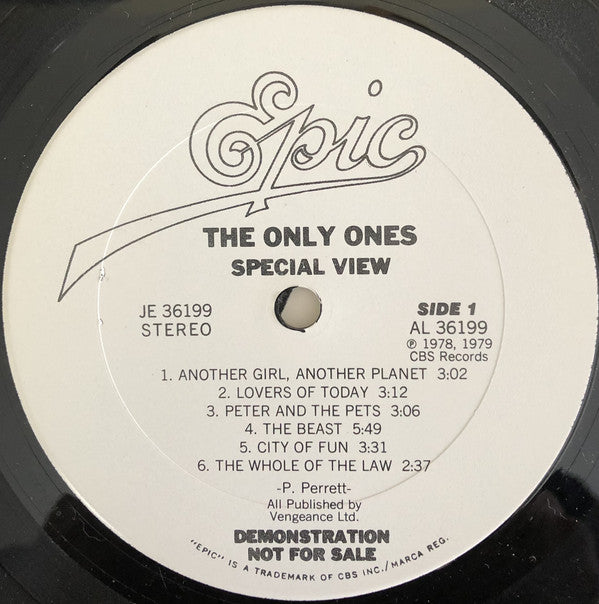 Epic
THE ONLY ONES
SPECIAL VIEW
JE 36199
STEREO
SIDE 1
AL 36199
℗ 1978, 1979
CBS Records
1. ANOTHER GIRL, ANOTHER PLANET 3:02
2. LOVERS OF TODAY 3:12
3. PETER AND THE PETS 3:06
4. THE BEAST 5:49
5. CITY OF FUN 3:31
6. THE WHOLE OF THE LAW 2:37
-P. Perrett-
All Published by
Vengeance Ltd.
DEMONSTRATION
NOT FOR SALE
"EPIC" IS A TRADEMARK OF CBS INC./MARCA REG.